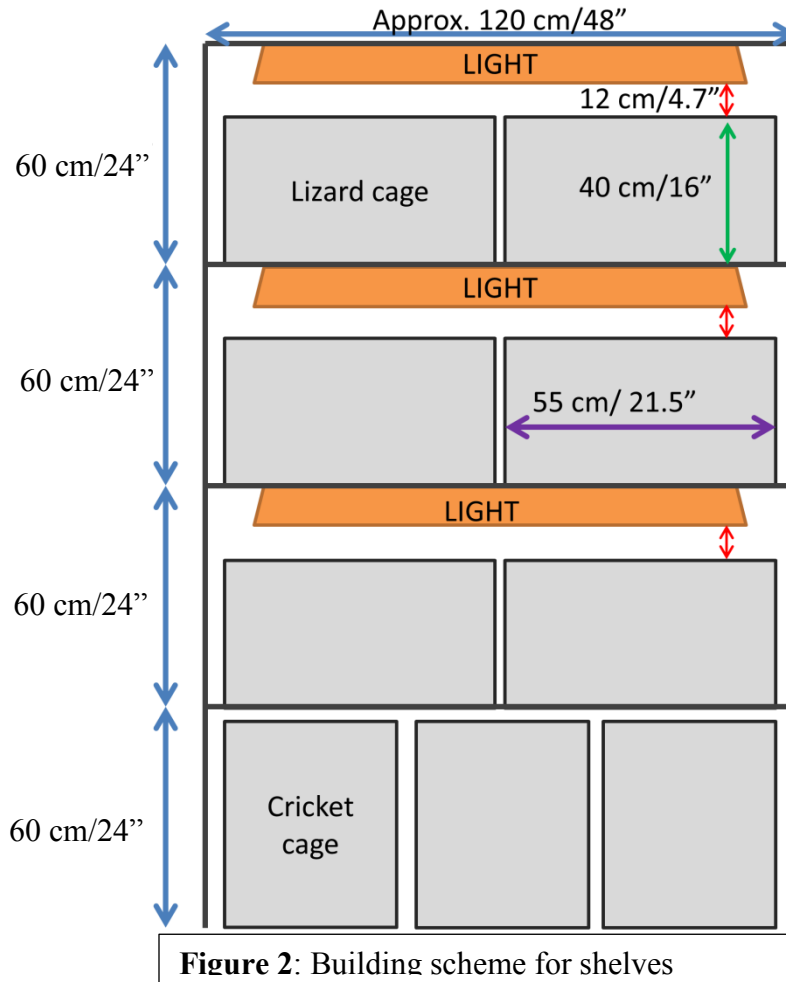 Approx. 120 cm/48”
LIGHT
12 cm/4.7”
60 cm/24”
Lizard cage
40 cm/16”
LIGHT
60 cm/24”
55 cm/ 21.5”
LIGHT
60 cm/24”
Cricket
cage
60 cm/24”
Figure 2: Building scheme for shelves